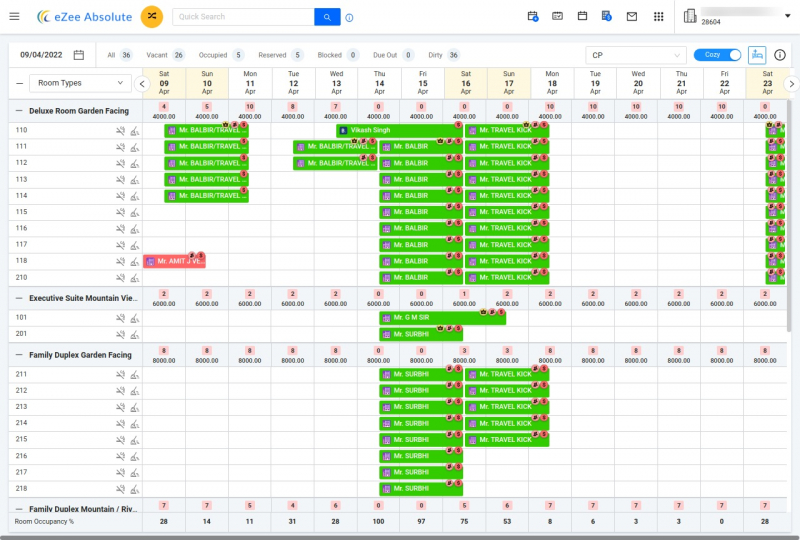 eZee Absolute
Quick Search
28604
09/04/2022
All 36 Vacant 26 Occupied 5 Reserved 5 Blocked 0 Due Out 0 Dirty 36
CP
Cozy
Room Types
Sat Sun Mon Tue Wed Thu Fri Sat Sun Mon Tue Wed Thu Fri Sat
09 10 11 12 13 14 15 16 17 18 19 20 21 22 23
Apr Apr Apr Apr Apr Apr Apr Apr Apr Apr Apr Apr Apr Apr Apr
Deluxe Room Garden Facing
4 5 10 8 7 0 0 0 0 10 10 10 10 10 0
4000.00 4000.00 4000.00 4000.00 4000.00 4000.00 4000.00 4000.00 4000.00 4000.00 4000.00 4000.00 4000.00 4000.00 4000.00
110 Mr. BALBIR/TRAVEL ... Vikash Singh Mr. TRAVEL KICK
111 Mr. BALBIR/TRAVEL ... Mr. BALBIR/TRAVEL ... Mr. BALBIR Mr. TRAVEL KICK
112 Mr. BALBIR/TRAVEL ... Mr. BALBIR/TRAVEL ... Mr. BALBIR Mr. TRAVEL KICK
113 Mr. BALBIR/TRAVEL ... Mr. BALBIR Mr. TRAVEL KICK
114 Mr. BALBIR/TRAVEL ... Mr. BALBIR Mr. TRAVEL KICK
115 Mr. BALBIR Mr. TRAVEL KICK
116 Mr. BALBIR Mr. TRAVEL KICK
117 Mr. BALBIR Mr. TRAVEL KICK
118 Mr. AMIT J VE... Mr. BALBIR Mr. TRAVEL KICK
210 Mr. BALBIR Mr. TRAVEL KICK
Executive Suite Mountain Vie...
2 2 2 2 2 0 0 1 2 2 2 2 2 2 2
6000.00 6000.00 6000.00 6000.00 6000.00 6000.00 6000.00 6000.00 6000.00 6000.00 6000.00 6000.00 6000.00 6000.00 6000.00
101 Mr. G M SIR
201 Mr. SURBHI
Family Duplex Garden Facing
8 8 8 8 8 0 0 3 3 8 8 8 8 8 8
8000.00 8000.00 8000.00 8000.00 8000.00 8000.00 8000.00 8000.00 8000.00 8000.00 8000.00 8000.00 8000.00 8000.00 8000.00
211 Mr. SURBHI Mr. TRAVEL KICK
212 Mr. SURBHI Mr. TRAVEL KICK
213 Mr. SURBHI Mr. TRAVEL KICK
214 Mr. SURBHI Mr. TRAVEL KICK
215 Mr. SURBHI Mr. TRAVEL KICK
216 Mr. SURBHI
217 Mr. SURBHI
218 Mr. SURBHI
Family Duplex Mountain / Riv...
7 7 5 4 6 0 0 5 6 7 7 7 7 7 7
Room Occupancy % 28 14 11 31 28 100 97 75 53 8 6 3 3 0 28